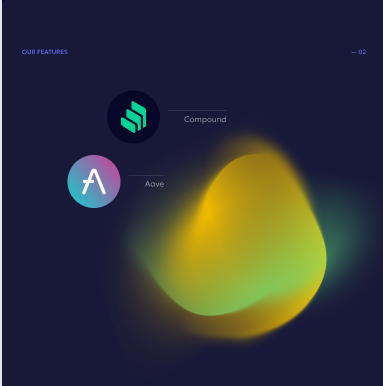 OUR FEATURES
— 02
Compound
Aave